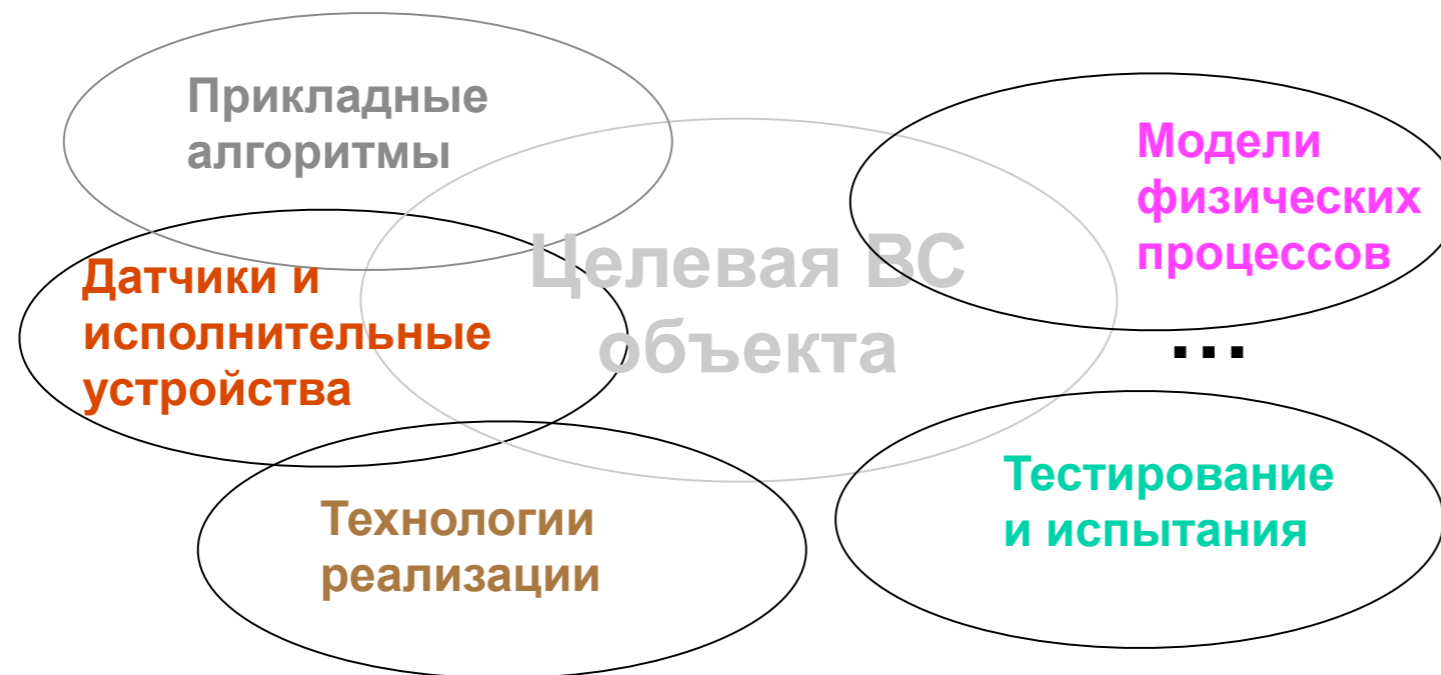 Прикладные
алгоритмы
Модели
физических
процессов
Целевая ВС
объекта
Датчики и
исполнительные
устройства
...
Тестирование
и испытания
Технологии
реализации